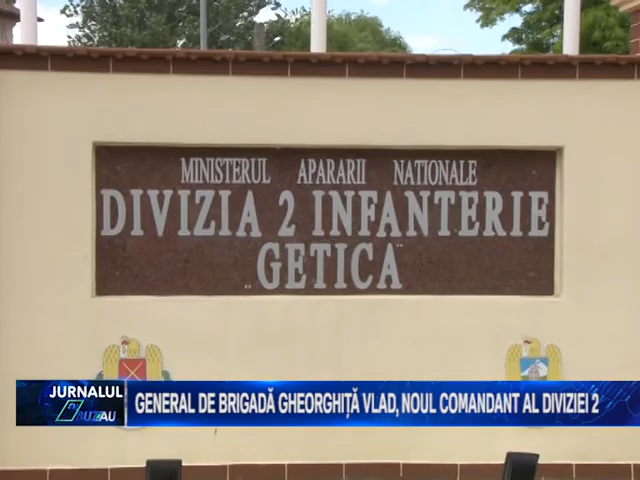 MINISTERUL APARARII NATIONALE
DIVIZIA 2 INFANTERIE
„GETICA”
JURNALUL
TV BUZAU
GENERAL DE BRIGADĂ GHEORGHIȚĂ VLAD, NOUL COMANDANT AL DIVIZIEI 2